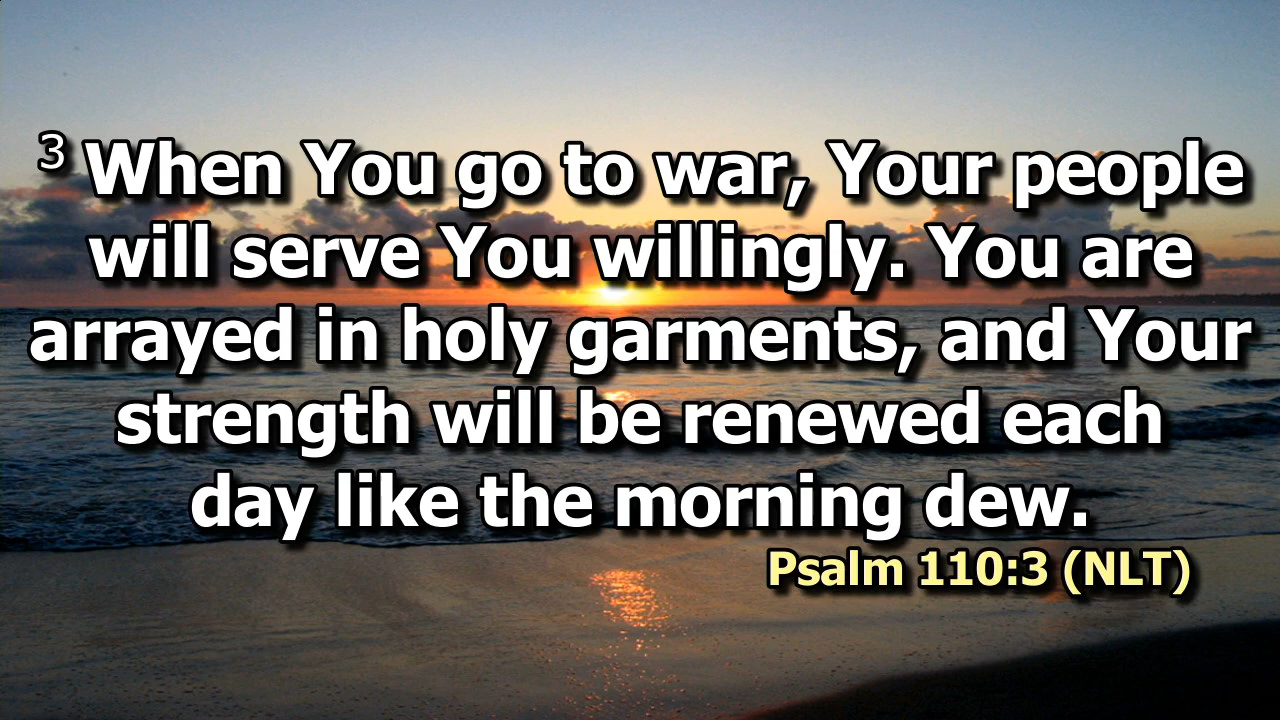 3 When You go to war, Your people
will serve You willingly. You are
arrayed in holy garments, and Your
strength will be renewed each
day like the morning dew.
Psalm 110:3 (NLT)